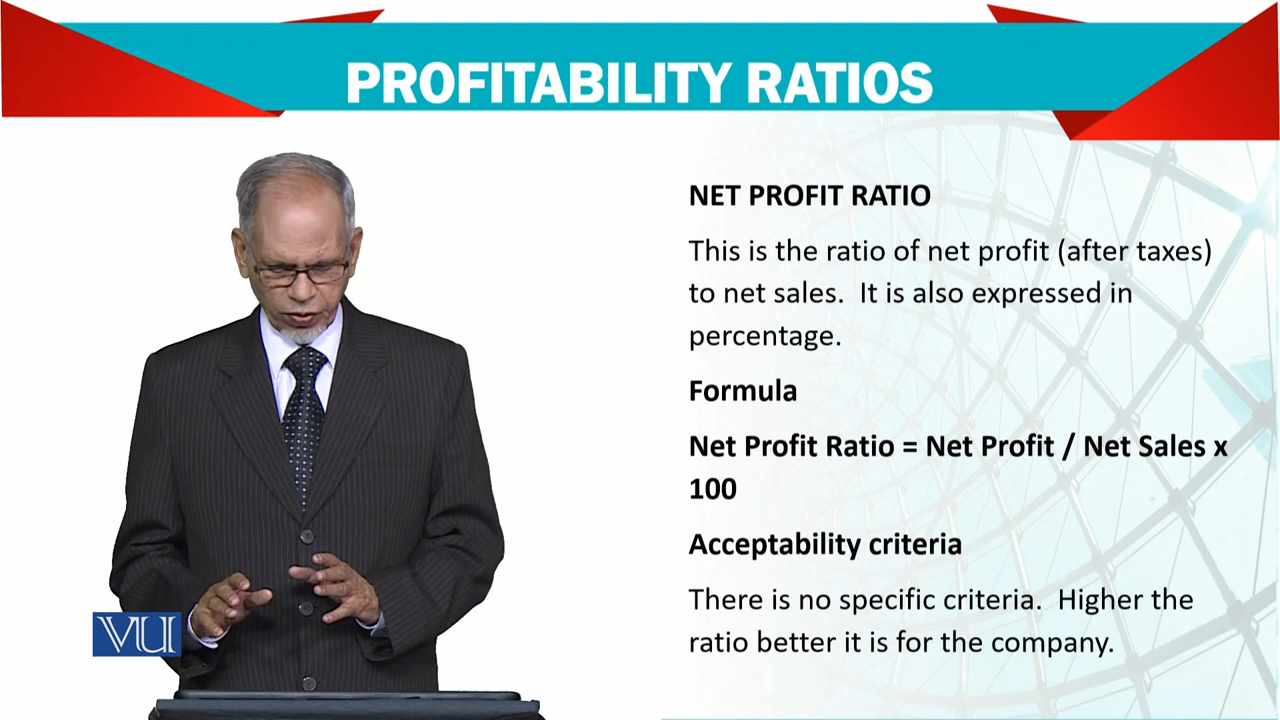 PROFITABILITY RATIOS
NET PROFIT RATIO
This is the ratio of net profit (after taxes)
to net sales.  It is also expressed in
percentage.
Formula
Net Profit Ratio = Net Profit / Net Sales x
100
Acceptability criteria
There is no specific criteria.  Higher the
ratio better it is for the company.
VU